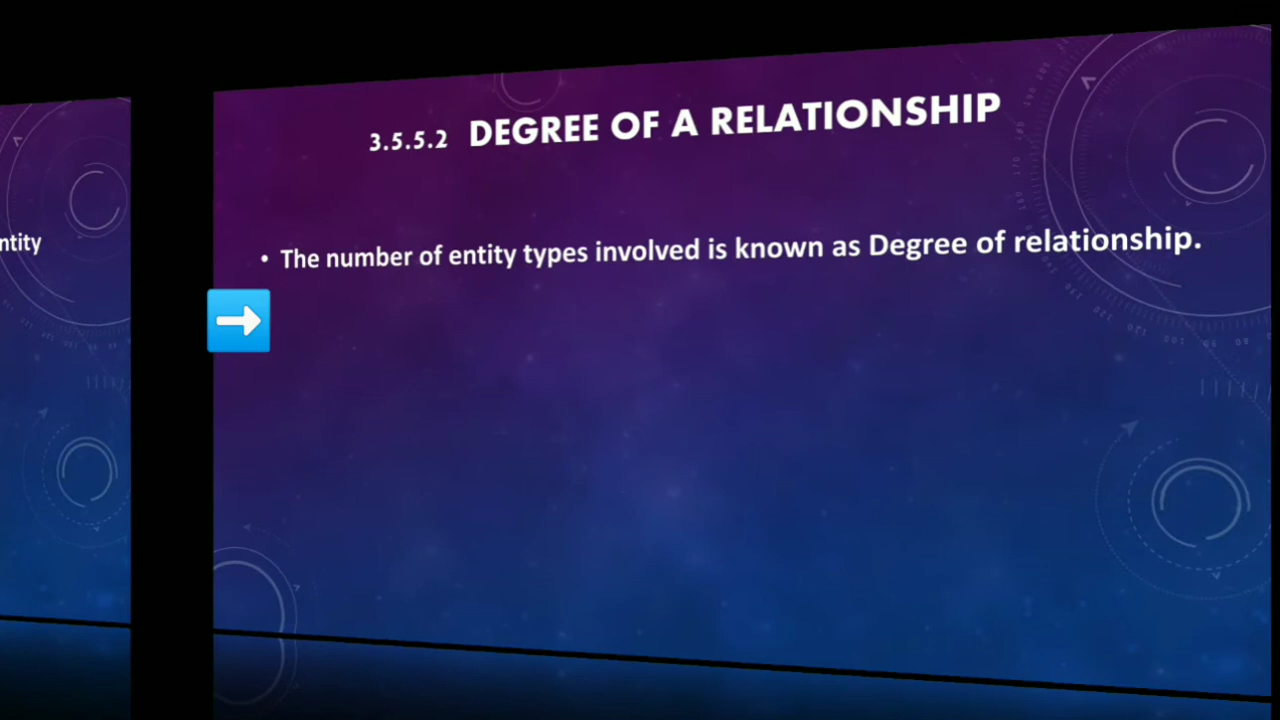 ntity
3.5.5.2 DEGREE OF A RELATIONSHIP
• The number of entity types involved is known as Degree of relationship.